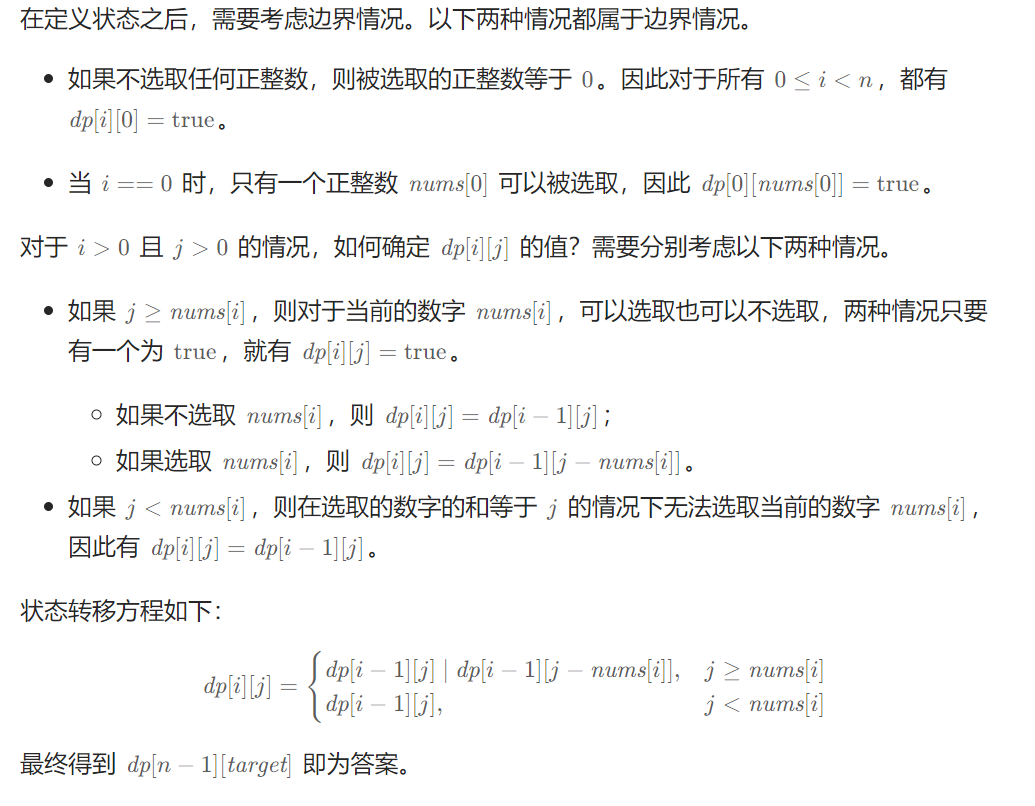 在定义状态之后，需要考虑边界情况。以下两种情况都属于边界情况。
• 如果不选取任何正整数，则被选取的正整数等于 0。因此对于所有 0 ≤ i < n，都有
dp[i][0] = true。
• 当 i == 0 时，只有一个正整数 nums[0] 可以被选取，因此 dp[0][nums[0]] = true。
对于 i > 0 且 j > 0 的情况，如何确定 dp[i][j] 的值？需要分别考虑以下两种情况。
• 如果 j ≥ nums[i]，则对于当前的数字 nums[i]，可以选取也可以不选取，两种情况只要
有一个为 true，就有 dp[i][j] = true。
○ 如果不选取 nums[i]，则 dp[i][j] = dp[i − 1][j]；
○ 如果选取 nums[i]，则 dp[i][j] = dp[i − 1][j − nums[i]]。
• 如果 j < nums[i]，则在选取的数字的和等于 j 的情况下无法选取当前的数字 nums[i]，
因此有 dp[i][j] = dp[i − 1][j]。
状态转移方程如下：
dp[i][j] = { dp[i − 1][j] | dp[i − 1][j − nums[i]], j ≥ nums[i]
dp[i − 1][j], j < nums[i]
最终得到 dp[n − 1][target] 即为答案。